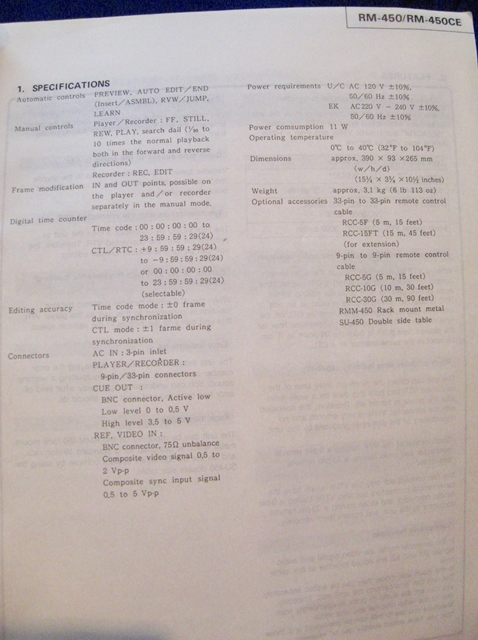 RM-450/RM-450CE
1. SPECIFICATIONS
Automatic controls PREVIEW, AUTO EDIT/END
(Insert/ASMBL), RVW/JUMP,
LEARN
Manual controls Player/Recorder : FF, STILL,
REW, PLAY, search dail (1/30 to
10 times the normal playback
both in the forward and reverse
directions)
Recorder : REC, EDIT
Frame modification IN and OUT points, possible on
the player and/or recorder
separately in the manual mode.
Digital time counter
Time code : 00 : 00 : 00 : 00 to
23 : 59 : 59 : 29(24)
CTL/RTC : +9 : 59 : 59 : 29(24)
to -9 : 59 : 59 : 29(24)
or 00 : 00 : 00 : 00
to 23 : 59 : 59 : 29(24)
(selectable)
Editing accuracy Time code mode : ±0 frame
during synchronization
CTL mode : ±1 farme during
synchronization
Connectors AC IN : 3-pin inlet
PLAYER/RECORDER :
9-pin/33-pin connectors
CUE OUT :
BNC connector, Active low
Low level 0 to 0,5 V
High level 3,5 to 5 V
REF, VIDEO IN :
BNC connector, 75Ω unbalance
Composite video signal 0,5 to
2 Vp-p
Composite sync input signal
0,5 to 5 Vp-p
Power requirements U/C AC 120 V ±10%,
50/60 Hz ±10%
EK AC220 V - 240 V ±10%,
50/60 Hz ±10%
Power comsumption 11 W
Operating temperature
0℃ to 40℃ (32℉ to 104℉)
Dimensions approx, 390 × 93 ×265 mm
(w/h/d)
(15⅜ × 3¾ ×10½ inches)
Weight approx, 3,1 kg (6 lb 113 oz)
Optional accessories 33-pin to 33-pin remote control
cable
RCC-5F (5 m, 15 feet)
RCC-15FT (15 m, 45 feet)
(for extension)
9-pin to 9-pin remote control
cable
RCC-5G (5 m, 15 feet)
RCC-10G (10 m, 30 feet)
RCC-30G (30 m, 90 feet)
RMM-450 Rack mount metal
SU-450 Double side table